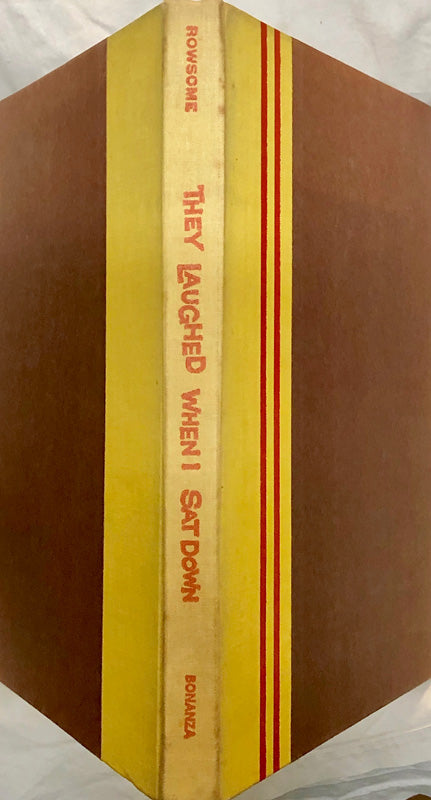 ROWSOME
THEY LAUGHED WHEN I SAT DOWN
BONANZA